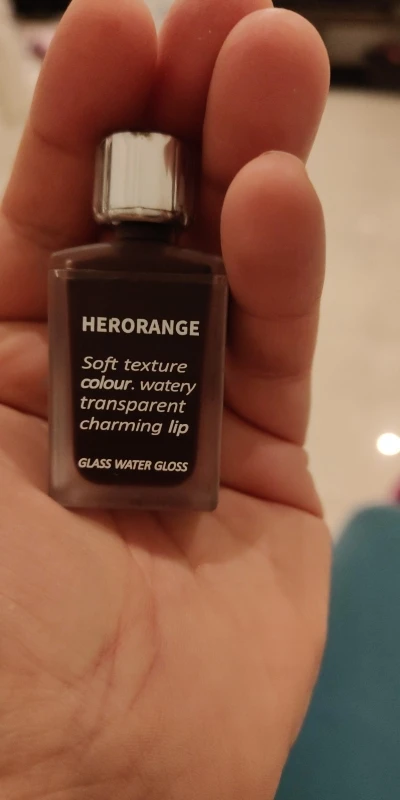 HERORANGE
Soft texture
colour. watery
transparent
charming lip
GLASS WATER GLOSS